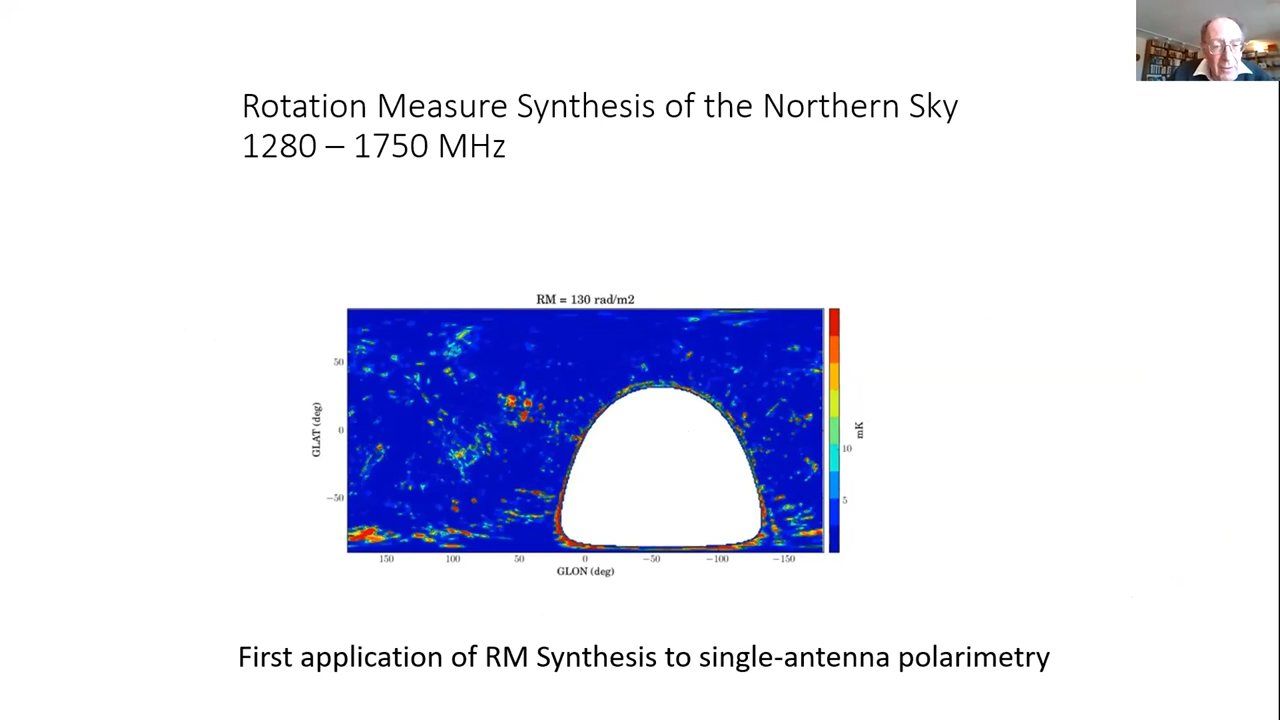 Rotation Measure Synthesis of the Northern Sky
1280 – 1750 MHz
RM = 130 rad/m2
50
0
−50
GLAT (deg)
150
100
50
0
−50
−100
−150
GLON (deg)
10
5
mK
First application of RM Synthesis to single-antenna polarimetry